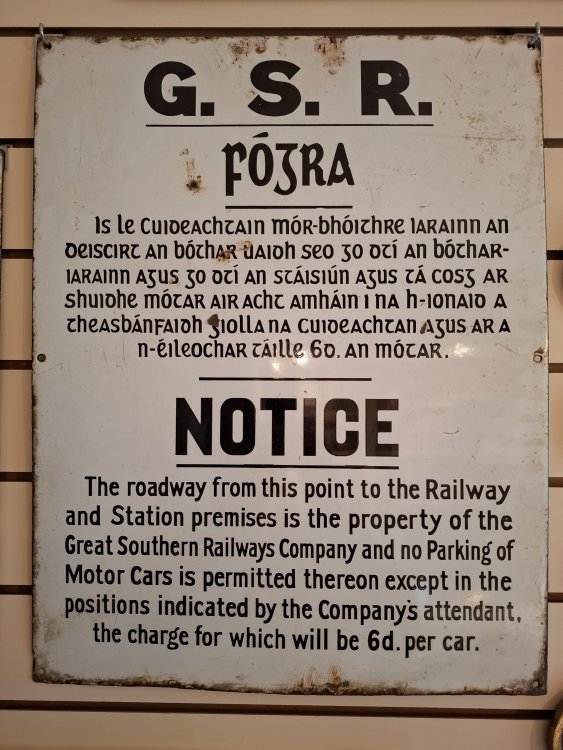 G. S. R.
FÓGRA
Is le Cuideachtain mór-bhóithre iarainn an
deiscirt an bóthar uaidh seo go dtí an bóthar-
iarainn agus go dtí an stáisiún agus tá cosg ar
shuidhe mótar air acht amháin i na h-ionaid a
theasbánfaidh giolla na Cuideachtan agus ar a
n-éileochar táille 6d. an mótar.
NOTICE
The roadway from this point to the Railway
and Station premises is the property of the
Great Southern Railways Company and no Parking of
Motor Cars is permitted thereon except in the
positions indicated by the Company's attendant,
the charge for which will be 6d. per car.